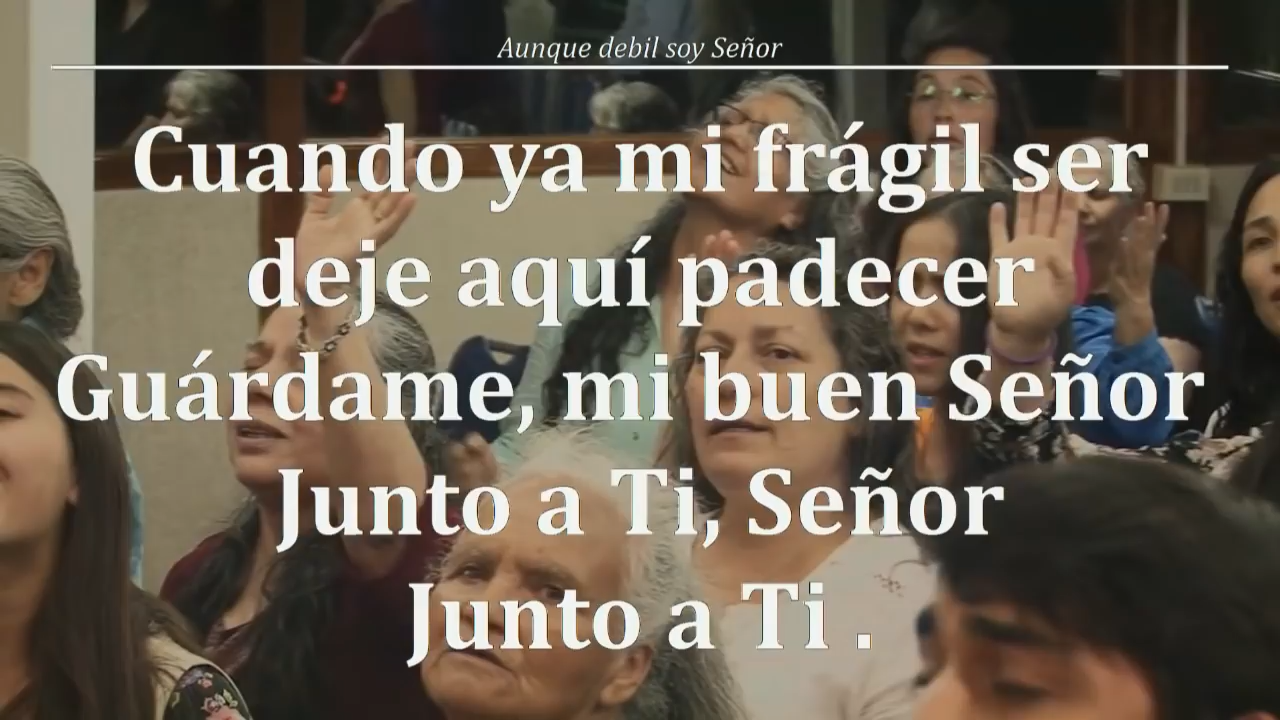 Aunque debil soy Señor
Cuando ya mi frágil ser
deje aquí padecer
Guárdame, mi buen Señor
Junto a Ti, Señor
Junto a Ti .